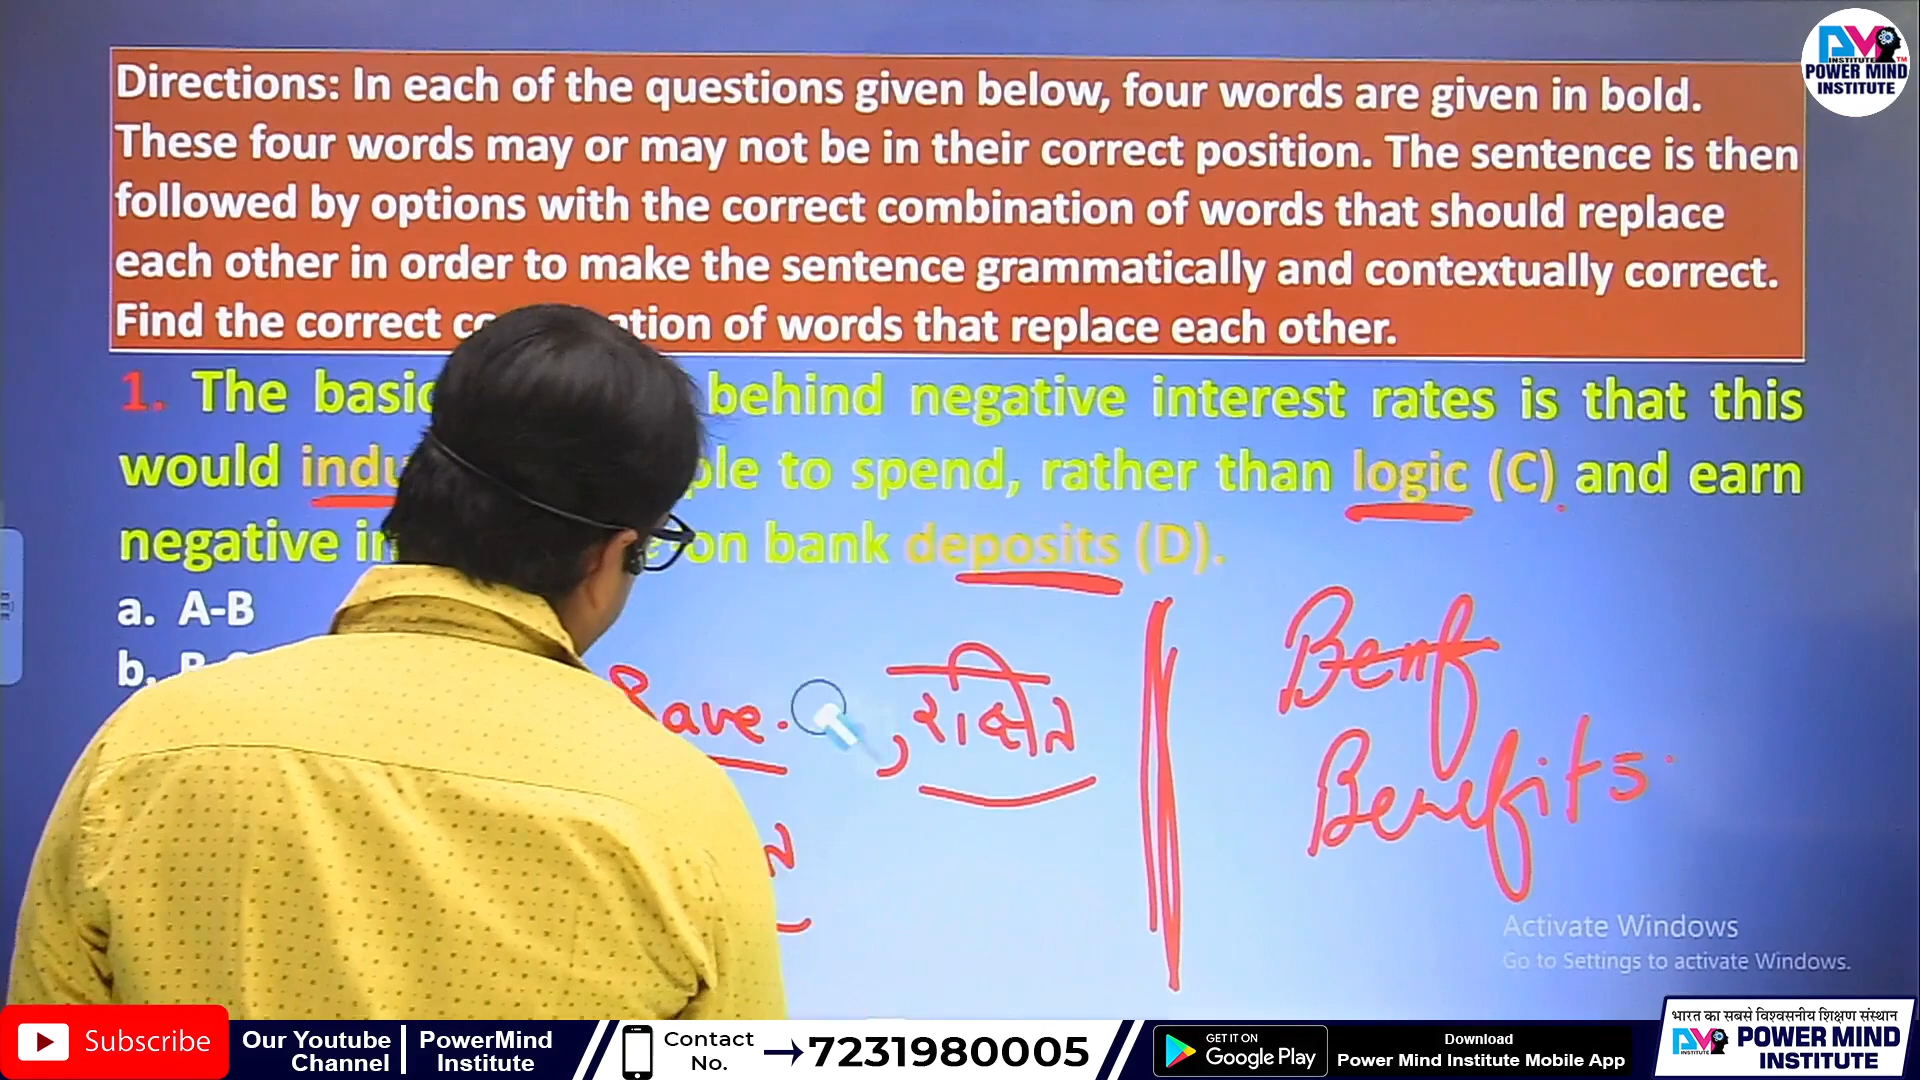 Directions: In each of the questions given below, four words are given in bold.
These four words may or may not be in their correct position. The sentence is then
followed by options with the correct combination of words that should replace
each other in order to make the sentence grammatically and contextually correct.
Find the correct of words that replace each other.
1. The behind negative interest rates is that this
would to spend, rather than logic (C) and earn
negative on bank deposits (D).
a. A-B
b.
Save.
Benf
Benefits.
Activate Windows
Go to Settings to activate Windows.
POWER MIND
INSTITUTE
Subscribe
Our Youtube Channel
PowerMind Institute
Contact No.
7231980005
GET IT ON
Google Play
Download
Power Mind Institute Mobile App
भारत का सबसे विश्वसनीय शिक्षण संस्थान
POWER MIND
INSTITUTE